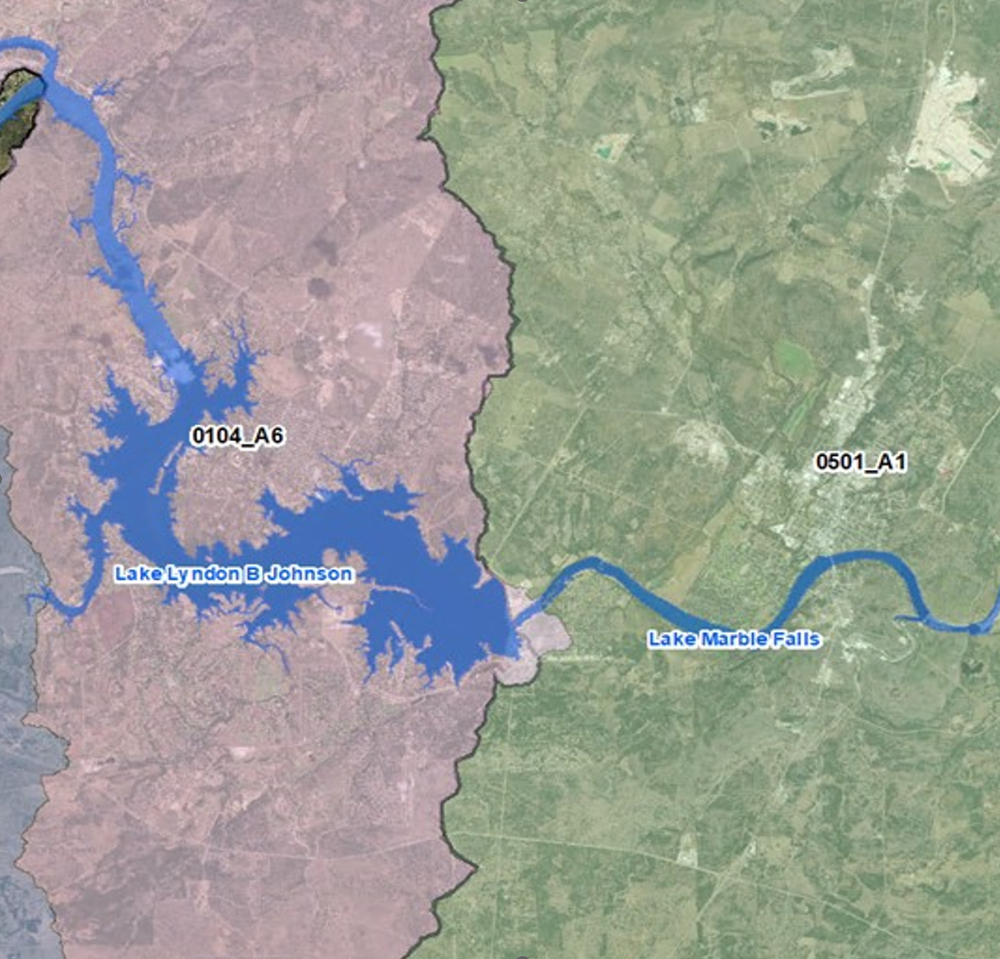 0104_A6
0501_A1
Lake Lyndon B Johnson
Lake Marble Falls